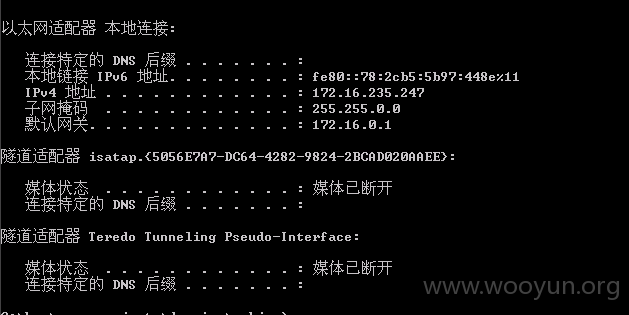 以太网适配器 本地连接:
连接特定的 DNS 后缀 . . . . . . . :
本地链接 IPv6 地址. . . . . . . . : fe80::78:2cb5:5b97:448e%11
IPv4 地址 . . . . . . . . . . . . : 172.16.235.247
子网掩码  . . . . . . . . . . . . : 255.255.0.0
默认网关. . . . . . . . . . . . . : 172.16.0.1
隧道适配器 isatap.{5056E7A7-DC64-4282-9824-2BCAD020AAEE}:
媒体状态  . . . . . . . . . . . . : 媒体已断开
连接特定的 DNS 后缀 . . . . . . . :
隧道适配器 Teredo Tunneling Pseudo-Interface:
媒体状态  . . . . . . . . . . . . : 媒体已断开
连接特定的 DNS 后缀 . . . . . . . :
www.wooyun.org